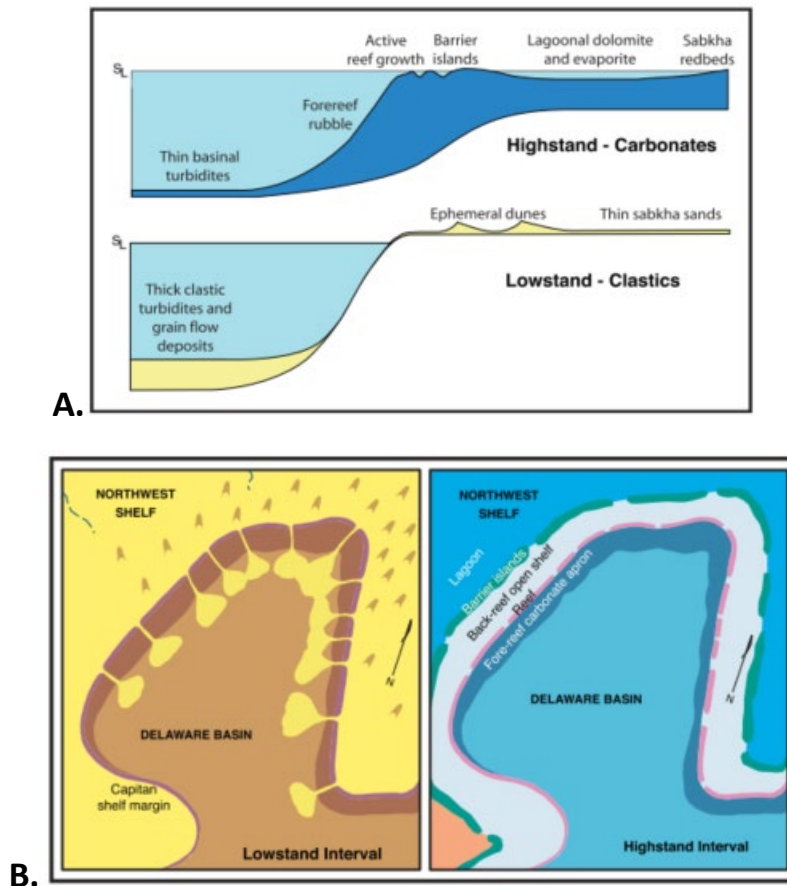 Active
reef growth
Barrier
islands
Lagoonal dolomite
and evaporite
Sabkha
redbeds
SL
Forereef
rubble
Thin basinal
turbidites
Highstand - Carbonates
Ephemeral dunes
Thin sabkha sands
SL
Lowstand - Clastics
Thick clastic
turbidites and
grain flow
deposits
A.
NORTHWEST
SHELF
N
DELAWARE BASIN
Capitan
shelf margin
Lowstand Interval
NORTHWEST
SHELF
Lagoon
Barrier islands
Back-reef open shelf
Reef
Fore-reef carbonate apron
N
DELAWARE BASIN
Highstand Interval
B.